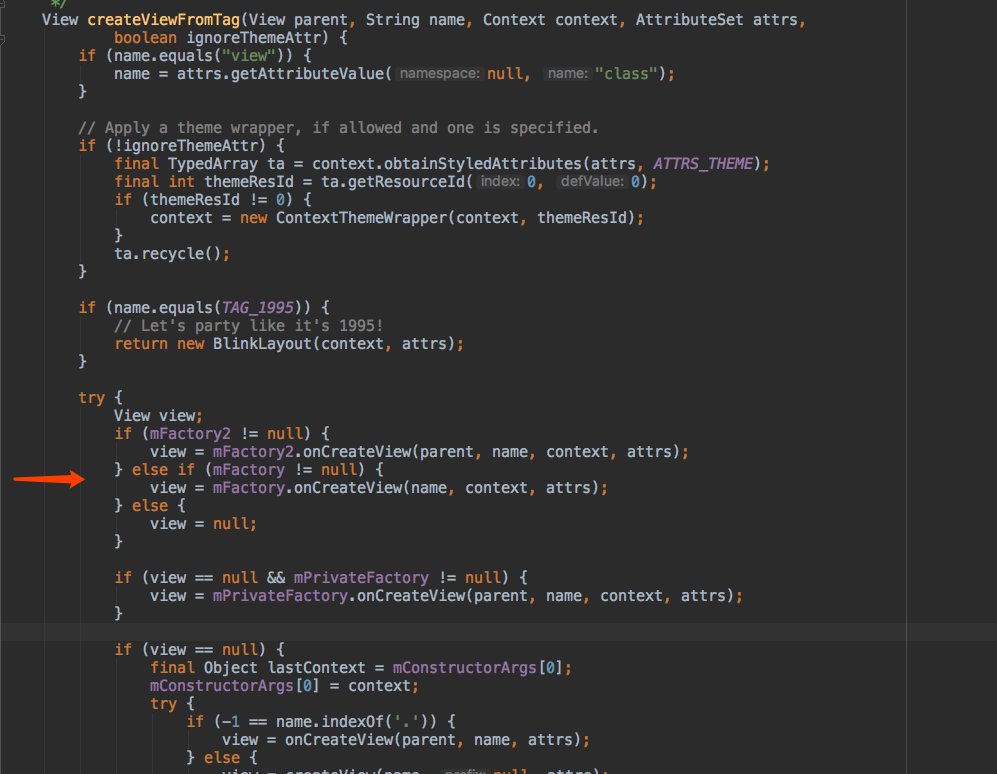 */
View createViewFromTag(View parent, String name, Context context, AttributeSet attrs,
boolean ignoreThemeAttr) {
if (name.equals("view")) {
name = attrs.getAttributeValue( namespace: null, name: "class");
}
// Apply a theme wrapper, if allowed and one is specified.
if (!ignoreThemeAttr) {
final TypedArray ta = context.obtainStyledAttributes(attrs, ATTRS_THEME);
final int themeResId = ta.getResourceId( index: 0, defValue: 0);
if (themeResId != 0) {
context = new ContextThemeWrapper(context, themeResId);
}
ta.recycle();
}
if (name.equals(TAG_1995)) {
// Let's party like it's 1995!
return new BlinkLayout(context, attrs);
}
try {
View view;
if (mFactory2 != null) {
view = mFactory2.onCreateView(parent, name, context, attrs);
} else if (mFactory != null) {
view = mFactory.onCreateView(name, context, attrs);
} else {
view = null;
}
if (view == null && mPrivateFactory != null) {
view = mPrivateFactory.onCreateView(parent, name, context, attrs);
}
if (view == null) {
final Object lastContext = mConstructorArgs[0];
mConstructorArgs[0] = context;
try {
if (-1 == name.indexOf('.')) {
view = onCreateView(parent, name, attrs);
} else {
view = createView(name, prefix: null, attrs);